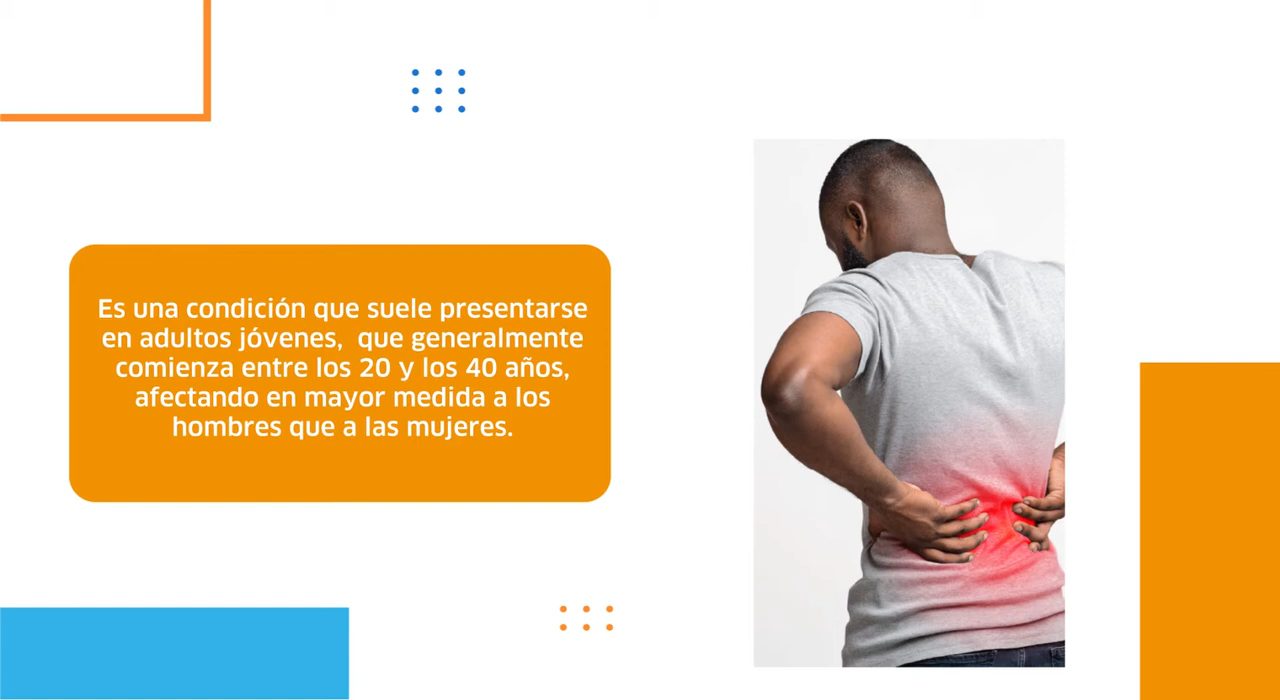 Es una condición que suele presentarse
en adultos jóvenes,  que generalmente
comienza entre los 20 y los 40 años,
afectando en mayor medida a los
hombres que a las mujeres.